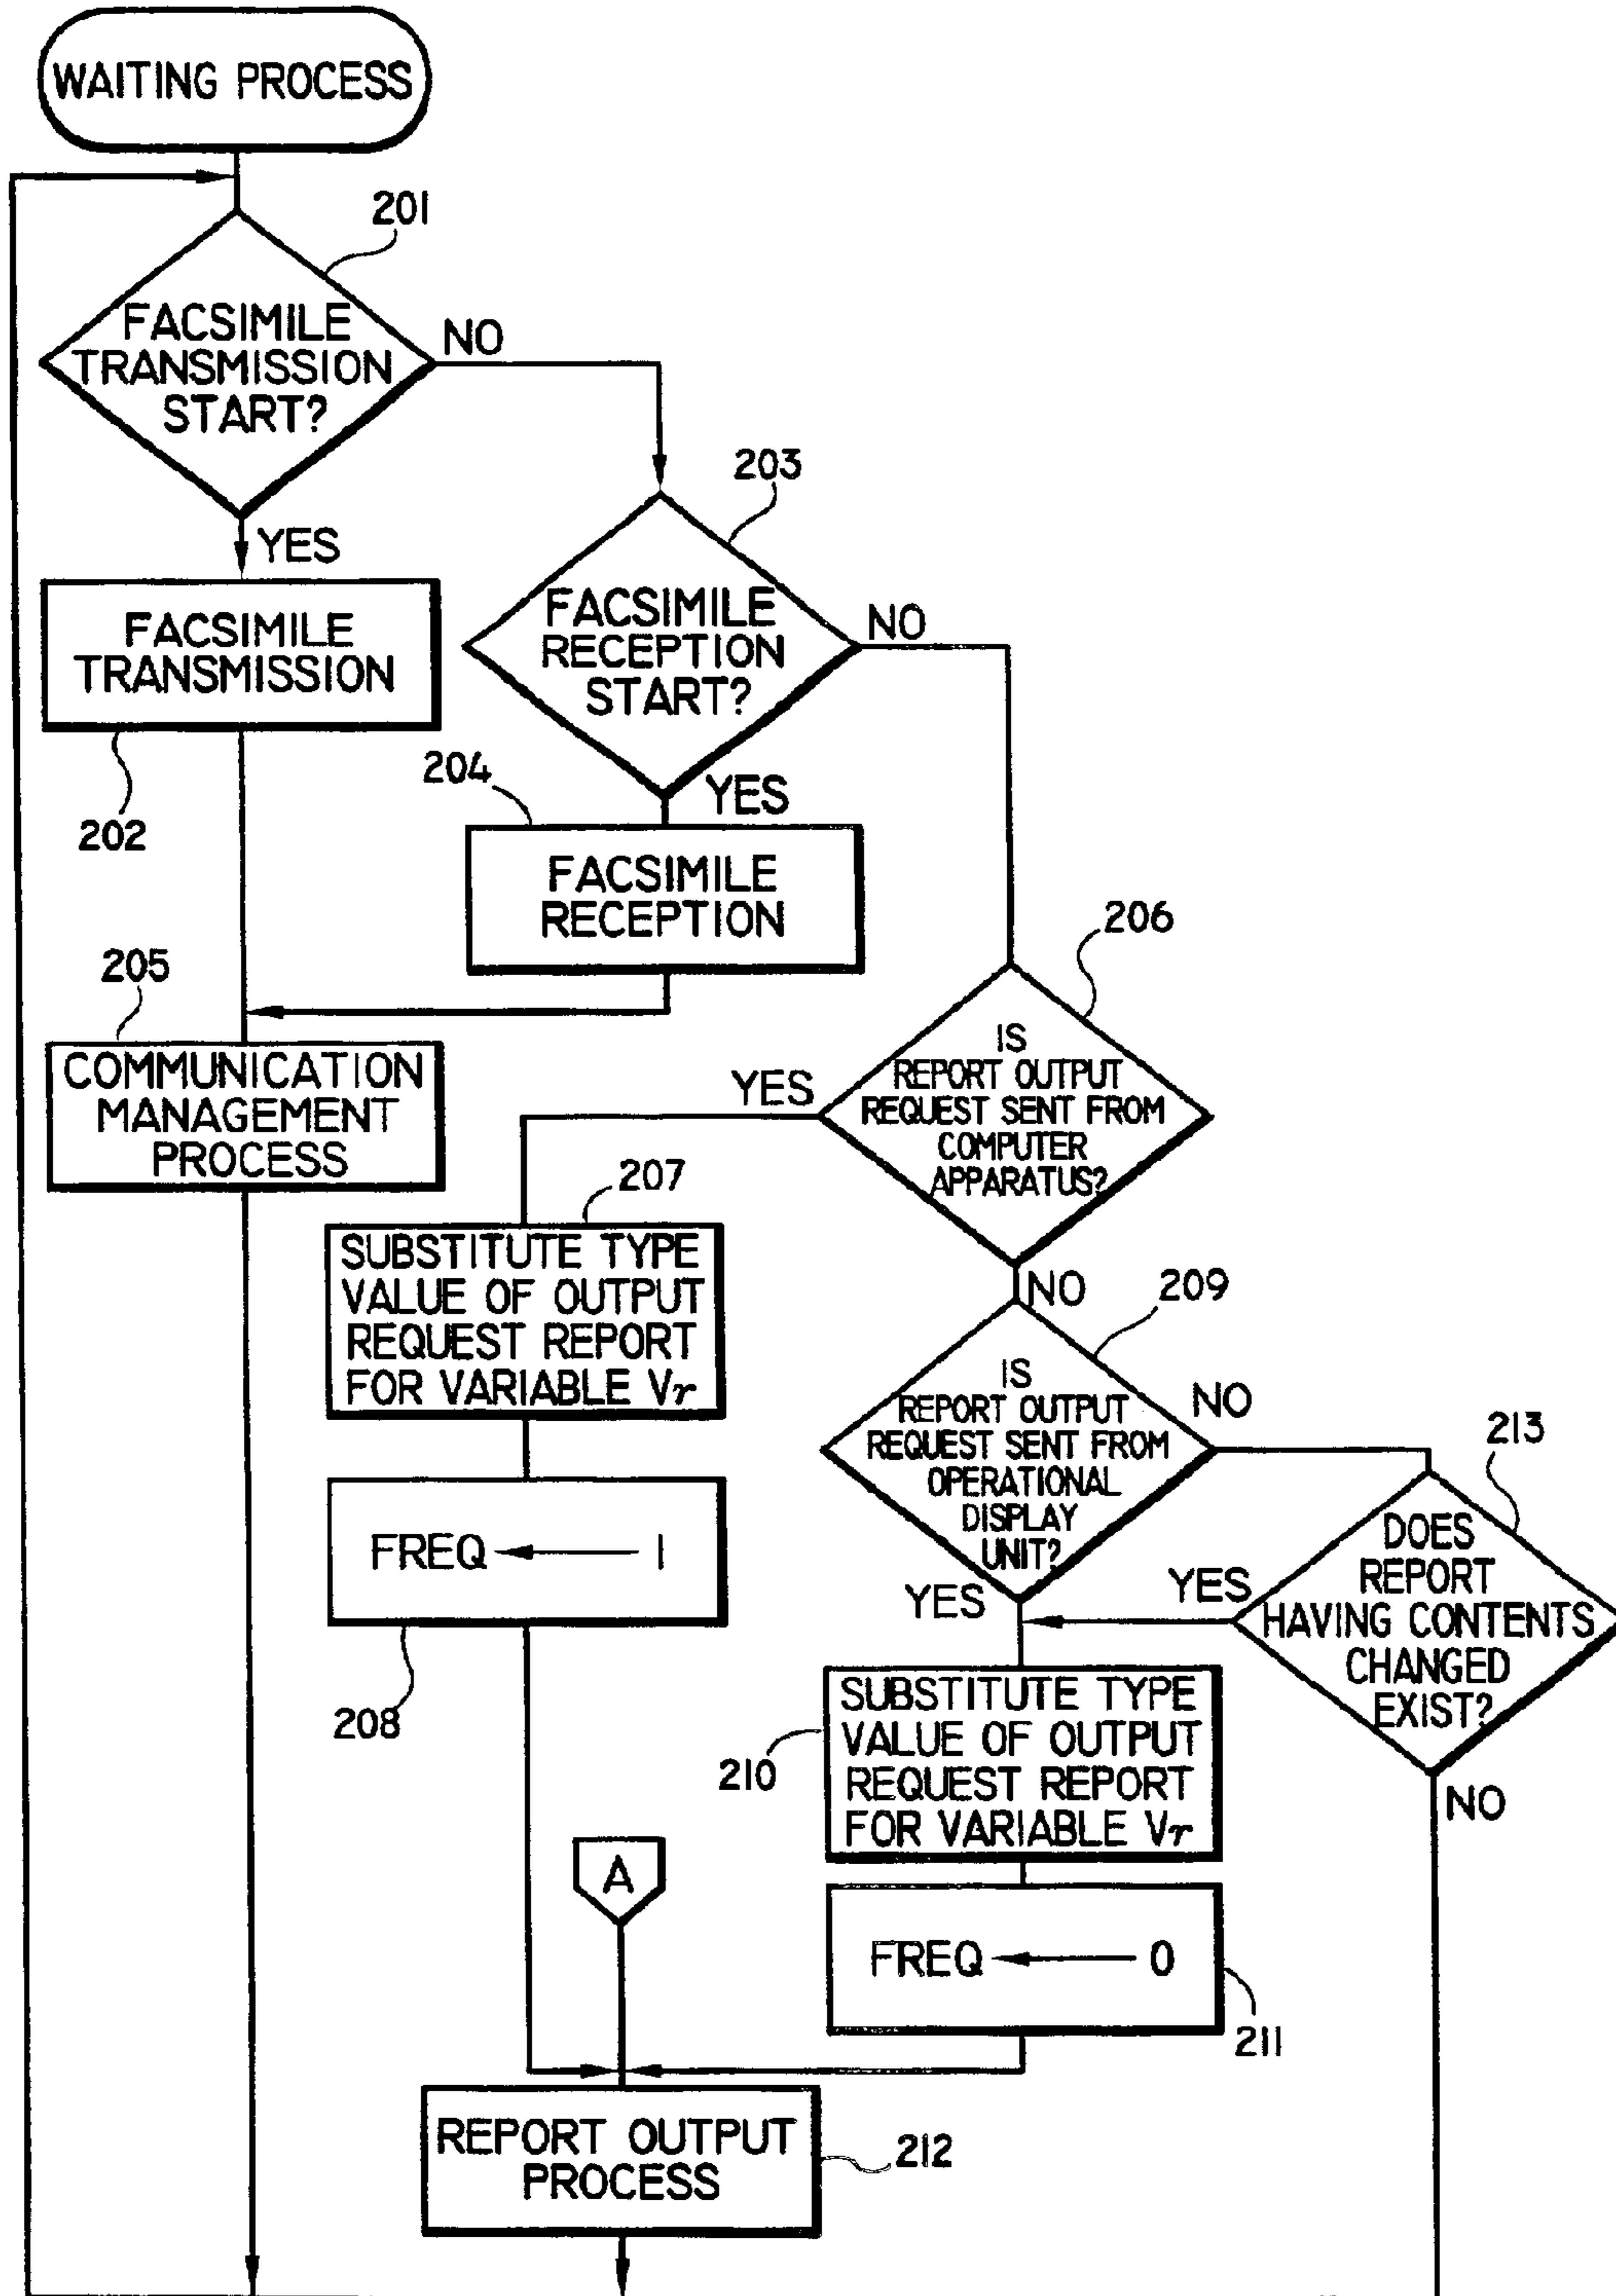 WAITING PROCESS
201
FACSIMILE
TRANSMISSION
START?
NO
YES
203
FACSIMILE
TRANSMISSION
202
FACSIMILE
RECEPTION
START?
NO
YES
204
FACSIMILE
RECEPTION
205
COMMUNICATION
MANAGEMENT
PROCESS
206
IS
REPORT OUTPUT
REQUEST SENT FROM
COMPUTER
APPARATUS?
YES
NO
207
SUBSTITUTE TYPE
VALUE OF OUTPUT
REQUEST REPORT
FOR VARIABLE Vr
FREQ ← 1
208
209
IS
REPORT OUTPUT
REQUEST SENT FROM
OPERATIONAL
DISPLAY
UNIT?
NO
YES
213
DOES
REPORT
HAVING CONTENTS
CHANGED
EXIST?
YES
NO
210
SUBSTITUTE TYPE
VALUE OF OUTPUT
REQUEST REPORT
FOR VARIABLE Vr
FREQ ← 0
211
A
REPORT OUTPUT
PROCESS
212